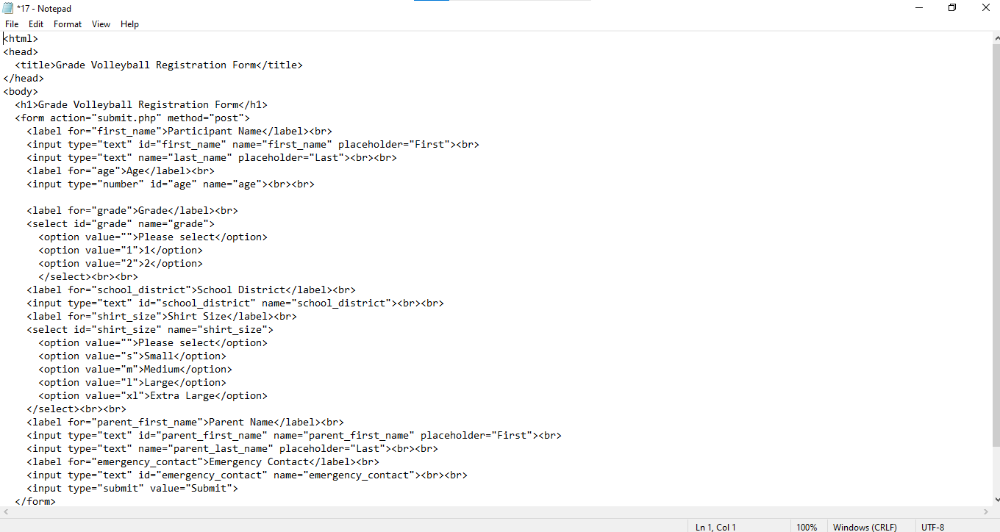 *17 - Notepad
File Edit Format View Help
<html>
<head>
  <title>Grade Volleyball Registration Form</title>
</head>
<body>
  <h1>Grade Volleyball Registration Form</h1>
  <form action="submit.php" method="post">
    <label for="first_name">Participant Name</label><br>
    <input type="text" id="first_name" name="first_name" placeholder="First"><br>
    <input type="text" name="last_name" placeholder="Last"><br><br>
    <label for="age">Age</label><br>
    <input type="number" id="age" name="age"><br><br>

    <label for="grade">Grade</label><br>
    <select id="grade" name="grade">
      <option value="">Please select</option>
      <option value="1">1</option>
      <option value="2">2</option>
      </select><br><br>
    <label for="school_district">School District</label><br>
    <input type="text" id="school_district" name="school_district"><br><br>
    <label for="shirt_size">Shirt Size</label><br>
    <select id="shirt_size" name="shirt_size">
      <option value="">Please select</option>
      <option value="s">Small</option>
      <option value="m">Medium</option>
      <option value="l">Large</option>
      <option value="xl">Extra Large</option>
    </select><br><br>
    <label for="parent_first_name">Parent Name</label><br>
    <input type="text" id="parent_first_name" name="parent_first_name" placeholder="First"><br>
    <input type="text" name="parent_last_name" placeholder="Last"><br><br>
    <label for="emergency_contact">Emergency Contact</label><br>
    <input type="text" id="emergency_contact" name="emergency_contact"><br><br>
    <input type="submit" value="Submit">
  </form>
Ln 1, Col 1 100% Windows (CRLF) UTF-8